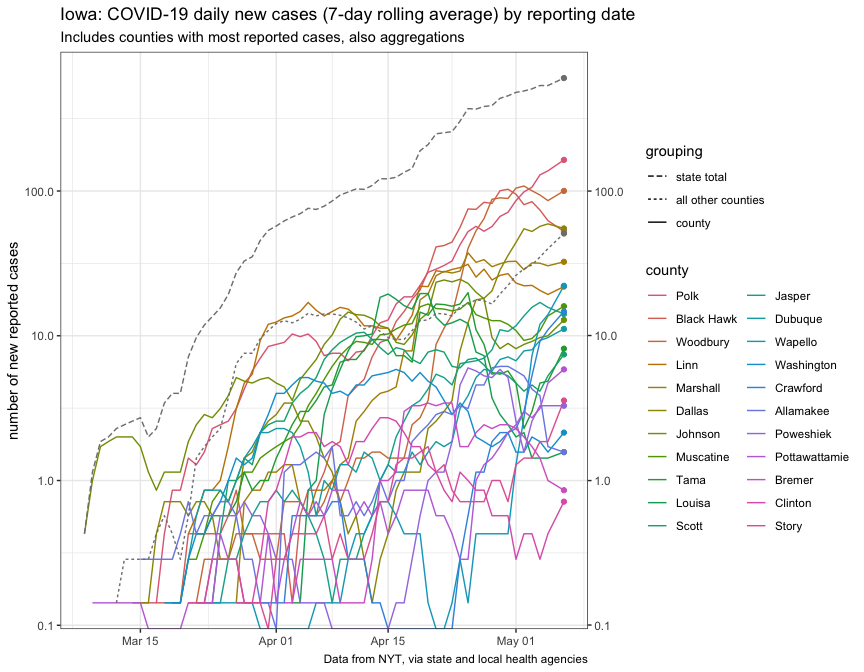 Iowa: COVID-19 daily new cases (7-day rolling average) by reporting date
Includes counties with most reported cases, also aggregations
number of new reported cases
100.0
10.0
1.0
0.1
100.0
10.0
1.0
0.1
Mar 15
Apr 01
Apr 15
May 01
Data from NYT, via state and local health agencies
grouping
state total
all other counties
county
county
Polk
Black Hawk
Woodbury
Linn
Marshall
Dallas
Johnson
Muscatine
Tama
Louisa
Scott
Jasper
Dubuque
Wapello
Washington
Crawford
Allamakee
Poweshiek
Pottawattamie
Bremer
Clinton
Story